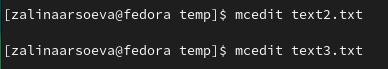 [zalinaarsoeva@fedora temp]$ mcedit text2.txt
[zalinaarsoeva@fedora temp]$ mcedit text3.txt